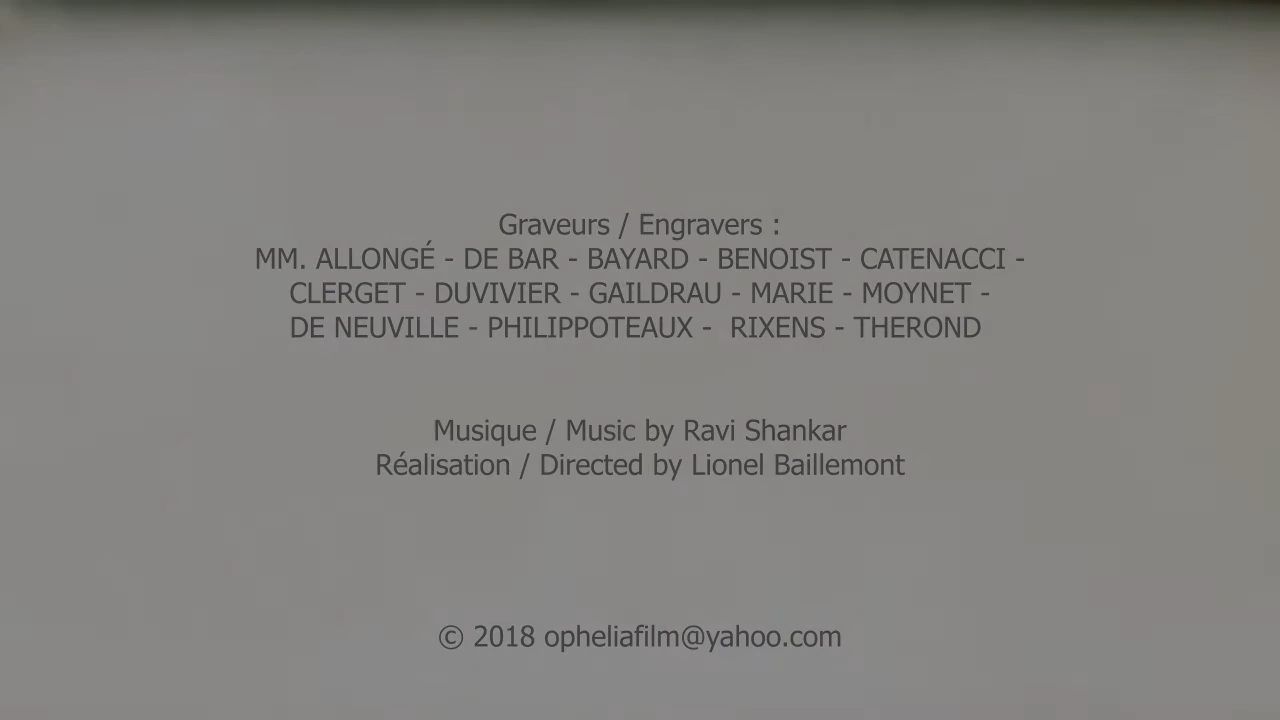 Graveurs / Engravers :
MM. ALLONGÉ - DE BAR - BAYARD - BENOIST - CATENACCI -
CLERGET - DUVIVIER - GAILDRAU - MARIE - MOYNET -
DE NEUVILLE - PHILIPPOTEAUX -  RIXENS - THEROND
Musique / Music by Ravi Shankar
Réalisation / Directed by Lionel Baillemont
© 2018 opheliafilm@yahoo.com